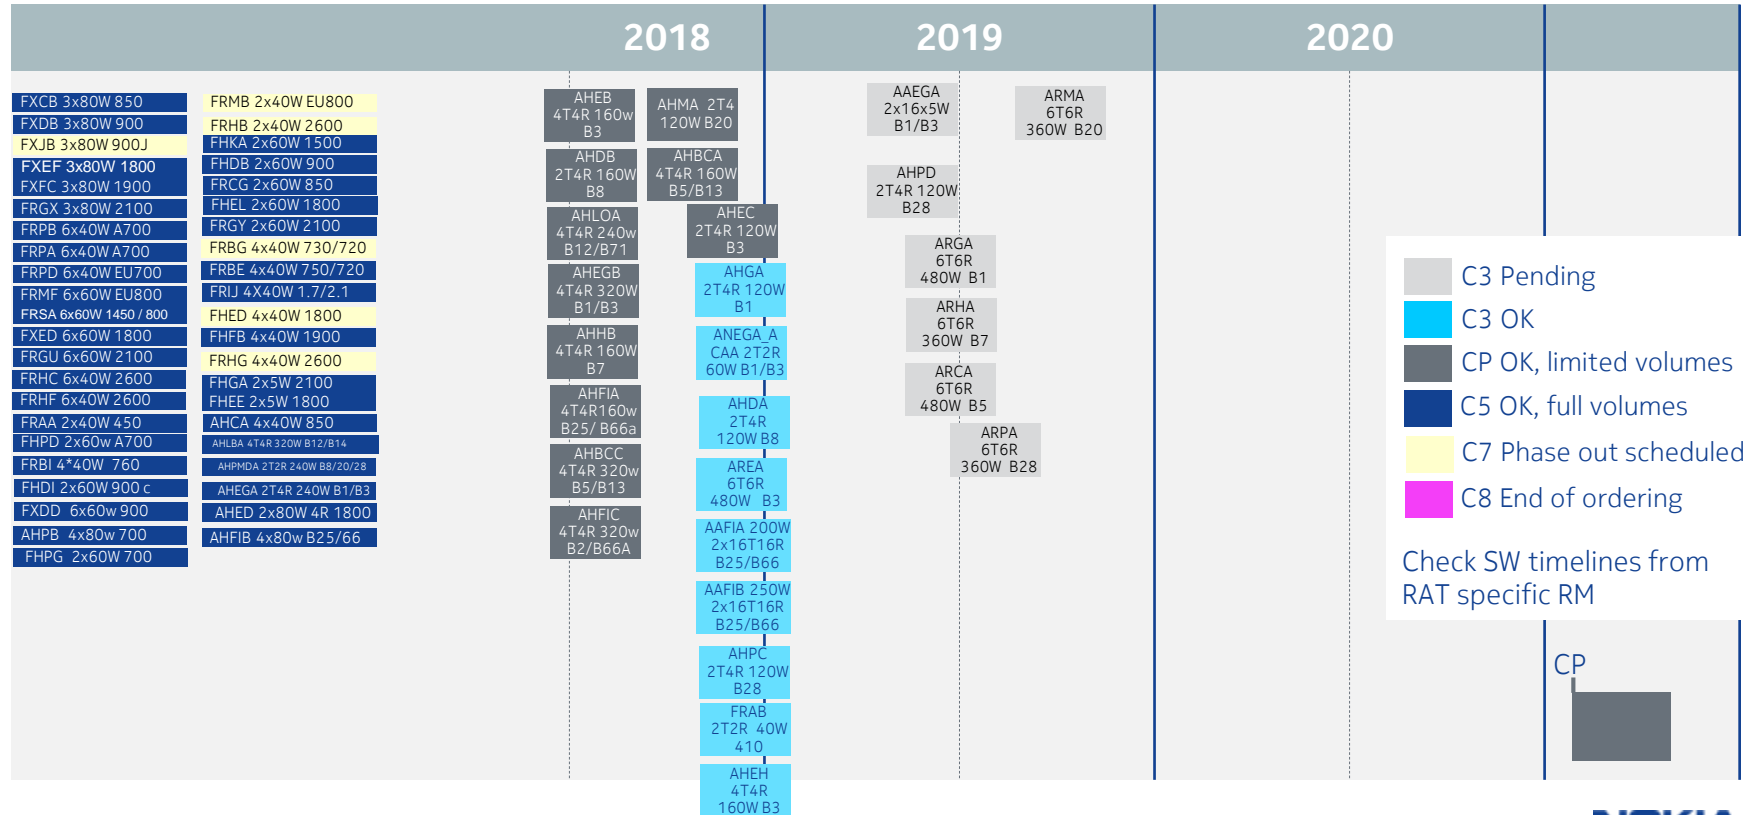 2018
2019
2020
FXCB 3x80W 850
FXDB 3x80W 900
FXJB 3x80W 900J
FXEF 3x80W 1800
FXFC 3x80W 1900
FRGX 3x80W 2100
FRPB 6x40W A700
FRPA 6x40W A700
FRPD 6x40W EU700
FRMF 6x60W EU800
FRSA 6x60W 1450 / 800
FXED 6x60W 1800
FRGU 6x60W 2100
FRHC 6x40W 2600
FRHF 6x40W 2600
FRAA 2x40W 450
FHPD 2x60w A700
FRBI 4*40W 760
FHDI 2x60W 900 c
FXDD 6x60w 900
AHPB 4x80w 700
FHPG 2x60W 700
FRMB 2x40W EU800
FRHB 2x40W 2600
FHKA 2x60W 1500
FHDB 2x60W 900
FRCG 2x60W 850
FHEL 2x60W 1800
FRGY 2x60W 2100
FRBG 4x40W 730/720
FRBE 4x40W 750/720
FRIJ 4X40W 1.7/2.1
FHED 4x40W 1800
FHFB 4x40W 1900
FRHG 4x40W 2600
FHGA 2x5W 2100
FHEE 2x5W 1800
AHCA 4x40W 850
AHLBA 4T4R 320W B12/B14
AHPMDA 2T2R 240W B8/20/28
AHEGA 2T4R 240W B1/B3
AHED 2x80W 4R 1800
AHFIB 4x80w B25/66
AHEB
4T4R 160w
B3
AHDB
2T4R 160W
B8
AHLOA
4T4R 240w
B12/B71
AHEGB
4T4R 320W
B1/B3
AHHB
4T4R 160W
B7
AHFIA
4T4R160w
B25/ B66a
AHBCC
4T4R 320w
B5/B13
AHFIC
4T4R 320w
B2/B66A
AHMA 2T4
120W B20
AHBCA
4T4R 160W
B5/B13
AHEC
2T4R 120W
B3
AHGA
2T4R 120W
B1
ANEGA_A
CAA 2T2R
60W B1/B3
AHDA
2T4R
120W B8
AREA
6T6R
480W B3
AAFIA 200W
2x16T16R
B25/B66
AAFIB 250W
2x16T16R
B25/B66
AHPC
2T4R 120W
B28
FRAB
2T2R 40W
410
AHEH
4T4R
160W B3
AAEGA
2x16x5W
B1/B3
AHPD
2T4R 120W
B28
ARGA
6T6R
480W B1
ARHA
6T6R
360W B7
ARCA
6T6R
480W B5
ARPA
6T6R
360W B28
ARMA
6T6R
360W B20
C3 Pending
C3 OK
CP OK, limited volumes
C5 OK, full volumes
C7 Phase out scheduled
C8 End of ordering
Check SW timelines from
RAT specific RM
CP
NOKIA